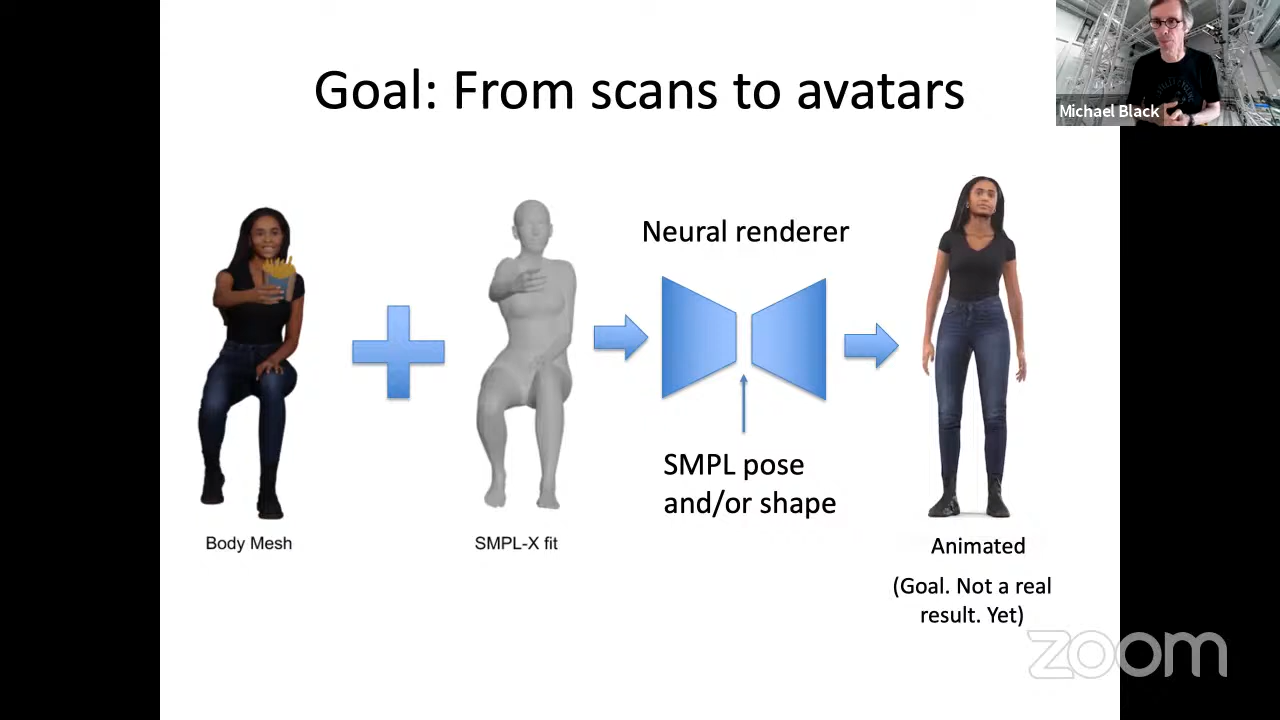 Goal: From scans to avatars
Michael Black
Neural renderer
SMPL pose
and/or shape
Body Mesh
SMPL-X fit
Animated
(Goal. Not a real
result. Yet)
zoom